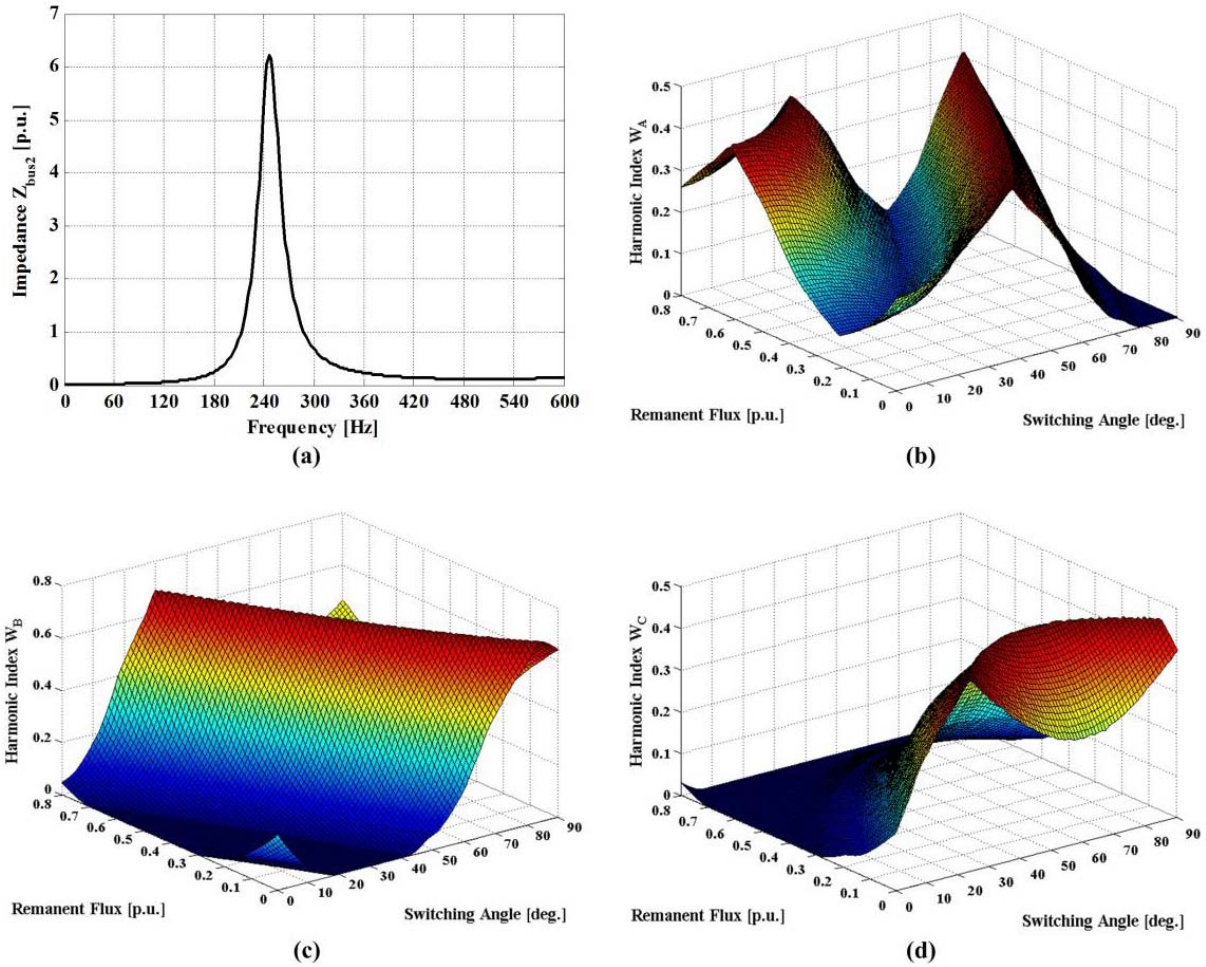 7
6
5
4
3
2
1
0
Impedance Z_bus2 [p.u.]
0 60 120 180 240 300 360 420 480 540 600
Frequency [Hz]
(a)
0.5
0.4
0.3
0.2
0.1
0
Harmonic Index W_A
0.8 0.7 0.6 0.5 0.4 0.3 0.2 0.1 0
Remanent Flux [p.u.]
0 10 20 30 40 50 60 70 80 90
Switching Angle [deg.]
(b)
0.8
0.6
0.4
0.2
0
Harmonic Index W_B
0.8 0.7 0.6 0.5 0.4 0.3 0.2 0.1 0
Remanent Flux [p.u.]
0 10 20 30 40 50 60 70 80 90
Switching Angle [deg.]
(c)
0.5
0.4
0.3
0.2
0.1
0
Harmonic Index W_C
0.8 0.7 0.6 0.5 0.4 0.3 0.2 0.1 0
Remanent Flux [p.u.]
0 10 20 30 40 50 60 70 80 90
Switching Angle [deg.]
(d)